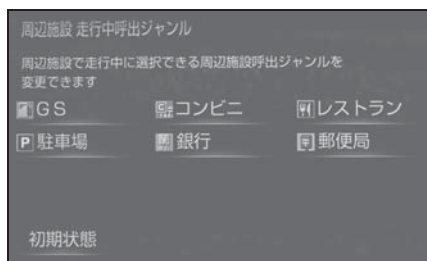 周辺施設 走行中呼出ジャンル
周辺施設で走行中に選択できる周辺施設呼出ジャンルを
変更できます
GS コンビニ レストラン
P 駐車場 銀行 郵便局
初期状態